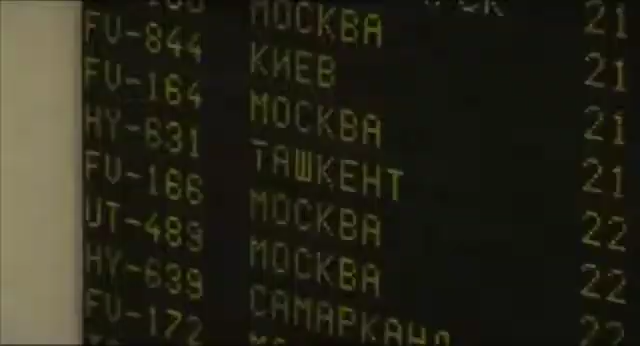 21
МОСКВА 21
FV-844 КИЕВ 21
FV-164 МОСКВА 21
HY-631 ТАШКЕНТ 22
FV-166 МОСКВА 22
UT-489 МОСКВА
HY-639 САМАРКАНД
FV-172